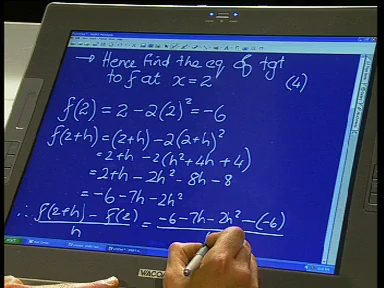 → Hence find the eq of tgt
to f at x = 2 (4)
f(2) = 2 - 2(2)² = -6
f(2+h) = (2+h) - 2(2+h)²
= 2+h - 2(h²+4h+4)
= 2+h - 2h² - 8h - 8
= -6 - 7h - 2h²
∴ f(2+h) - f(2) / h = -6 - 7h - 2h² - (-6)
WACO